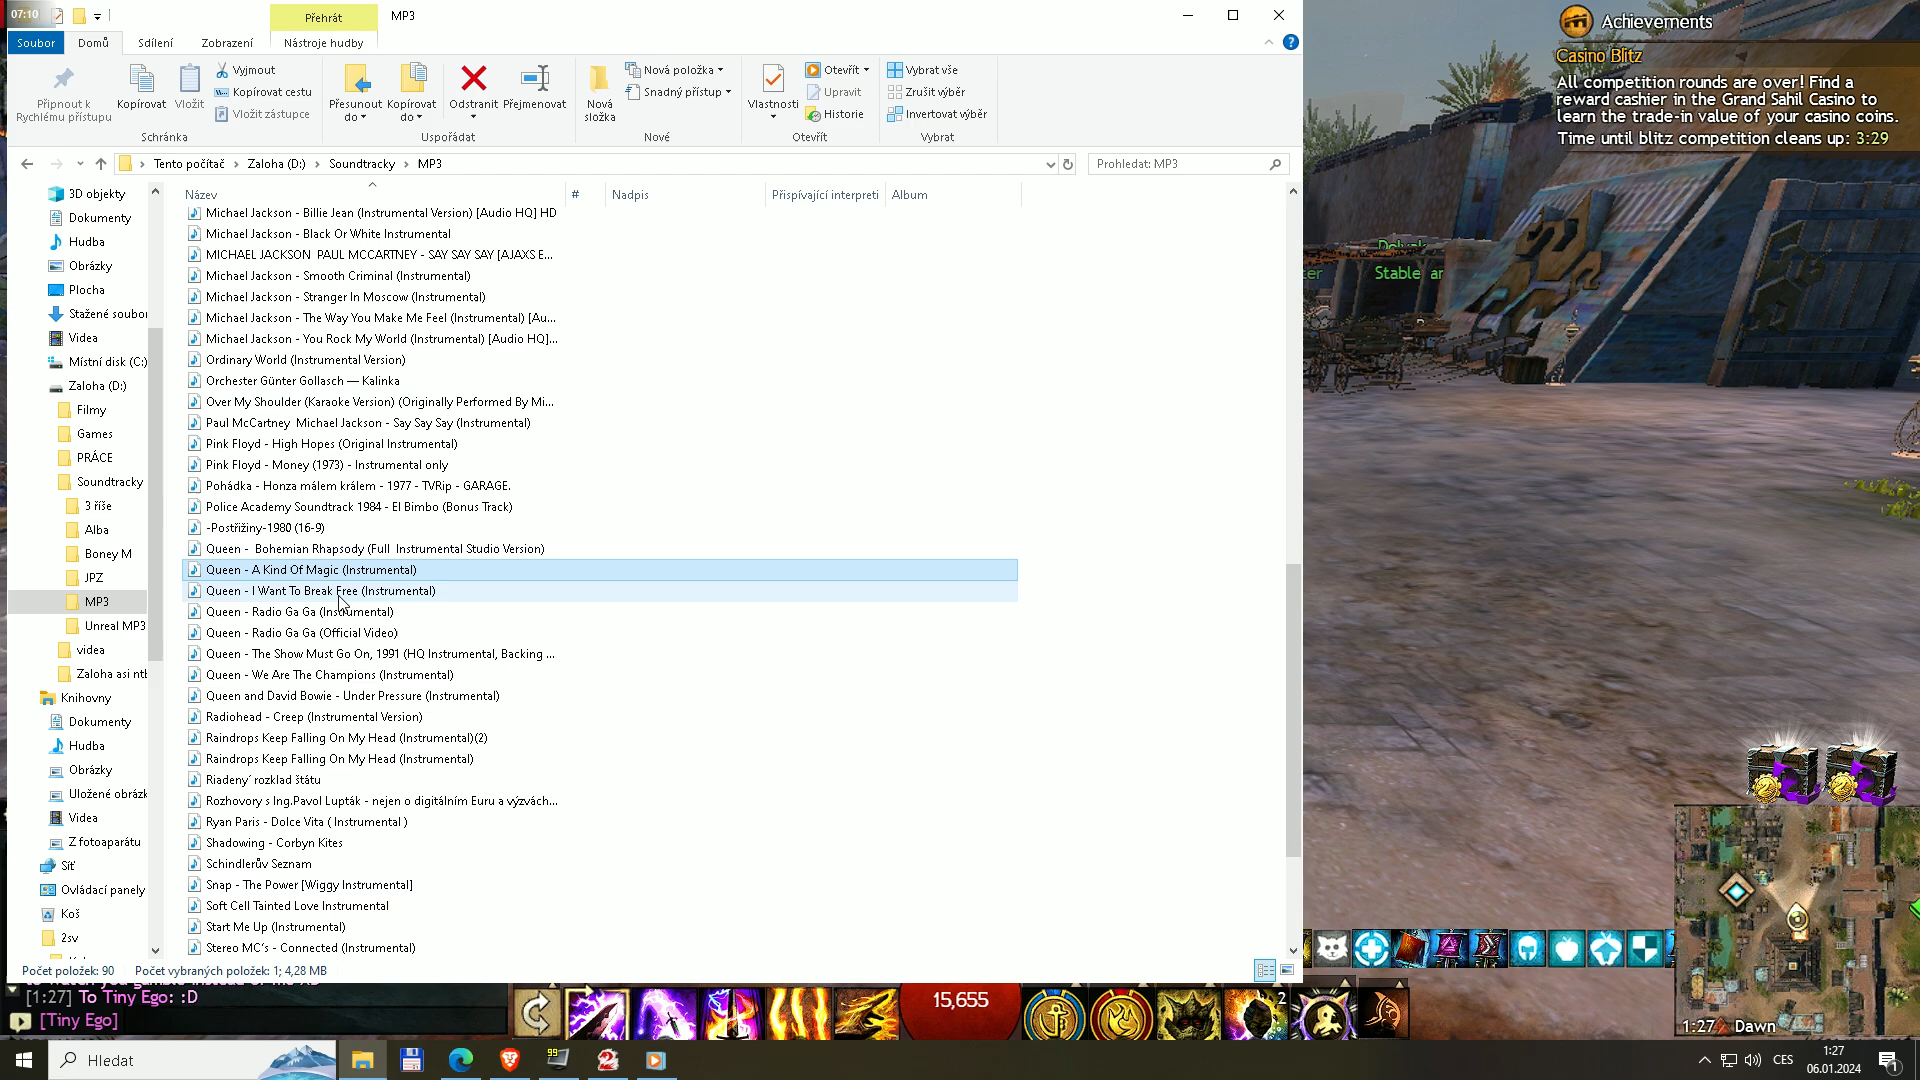 07:10
Přehrát
MP3
Soubor
Domů
Sdílení
Zobrazení
Nástroje hudby
Připnout k Rychlému přístupu
Kopírovat
Vložit
Vyjmout
Kopírovat cestu
Vložit zástupce
Schránka
Přesunout do
Kopírovat do
Odstranit
Přejmenovat
Uspořádat
Nová složka
Nová položka
Snadný přístup
Nové
Vlastnosti
Otevřít
Upravit
Historie
Otevřít
Vybrat vše
Zrušit výběr
Invertovat výběr
Vybrat
Tento počítač > Zaloha (D:) > Soundtracky > MP3
Prohledat: MP3
3D objekty
Dokumenty
Hudba
Obrázky
Plocha
Stažené soubor
Videa
Místní disk (C:)
Zaloha (D:)
Filmy
Games
PRÁCE
Soundtracky
3 říše
Alba
Boney M
JPZ
MP3
Unreal MP3
videa
Zaloha asi ntb
Knihovny
Dokumenty
Hudba
Obrázky
Uložené obrázk
Videa
Z fotoaparátu
Síť
Ovládací panely
Koš
2sv
Název
#
Nadpis
Přispívající interpreti
Album
Michael Jackson - Billie Jean (Instrumental Version) [Audio HQ] HD
Michael Jackson - Black Or White Instrumental
MICHAEL JACKSON PAUL MCCARTNEY - SAY SAY SAY [AJAXS E...
Michael Jackson - Smooth Criminal (Instrumental)
Michael Jackson - Stranger In Moscow (Instrumental)
Michael Jackson - The Way You Make Me Feel (Instrumental) [Au...
Michael Jackson - You Rock My World (Instrumental) [Audio HQ]...
Ordinary World (Instrumental Version)
Orchester Günter Gollasch — Kalinka
Over My Shoulder (Karaoke Version) (Originally Performed By Mi...
Paul McCartney Michael Jackson - Say Say Say (Instrumental)
Pink Floyd - High Hopes (Original Instrumental)
Pink Floyd - Money (1973) - Instrumental only
Pohádka - Honza málem králem - 1977 - TVRip - GARAGE.
Police Academy Soundtrack 1984 - El Bimbo (Bonus Track)
-Postřižiny-1980 (16-9)
Queen - Bohemian Rhapsody (Full Instrumental Studio Version)
Queen - A Kind Of Magic (Instrumental)
Queen - I Want To Break Free (Instrumental)
Queen - Radio Ga Ga (Instrumental)
Queen - Radio Ga Ga (Official Video)
Queen - The Show Must Go On, 1991 (HQ Instrumental, Backing ...
Queen - We Are The Champions (Instrumental)
Queen and David Bowie - Under Pressure (Instrumental)
Radiohead - Creep (Instrumental Version)
Raindrops Keep Falling On My Head (Instrumental)(2)
Raindrops Keep Falling On My Head (Instrumental)
Riadeny´ rozklad štátu
Rozhovory s Ing.Pavol Lupták - nejen o digitálním Euru a výzvách...
Ryan Paris - Dolce Vita ( Instrumental )
Shadowing - Corbyn Kites
Schindlerův Seznam
Snap - The Power [Wiggy Instrumental]
Soft Cell Tainted Love Instrumental
Start Me Up (Instrumental)
Stereo MC's - Connected (Instrumental)
Počet položek: 90
Počet vybraných položek: 1; 4,28 MB
Achievements
Casino Blitz
All competition rounds are over! Find a
reward cashier in the Grand Sahil Casino to
learn the trade-in value of your casino coins.
Time until blitz competition cleans up: 3:29
Dolyak
Stable ar
[1:27] To Tiny Ego: :D
[Tiny Ego]
15,655
2
1:27
Dawn
Hledat
99
CES
1:27
06.01.2024
1